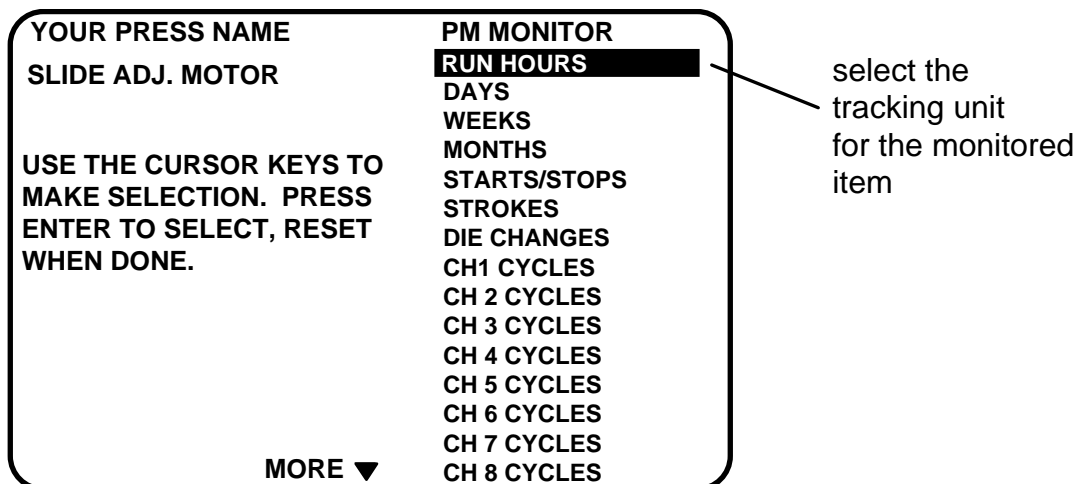 YOUR PRESS NAME
SLIDE ADJ. MOTOR
USE THE CURSOR KEYS TO
MAKE SELECTION. PRESS
ENTER TO SELECT, RESET
WHEN DONE.
MORE ▼
PM MONITOR
RUN HOURS
DAYS
WEEKS
MONTHS
STARTS/STOPS
STROKES
DIE CHANGES
CH1 CYCLES
CH 2 CYCLES
CH 3 CYCLES
CH 4 CYCLES
CH 5 CYCLES
CH 6 CYCLES
CH 7 CYCLES
CH 8 CYCLES
select the
tracking unit
for the monitored
item